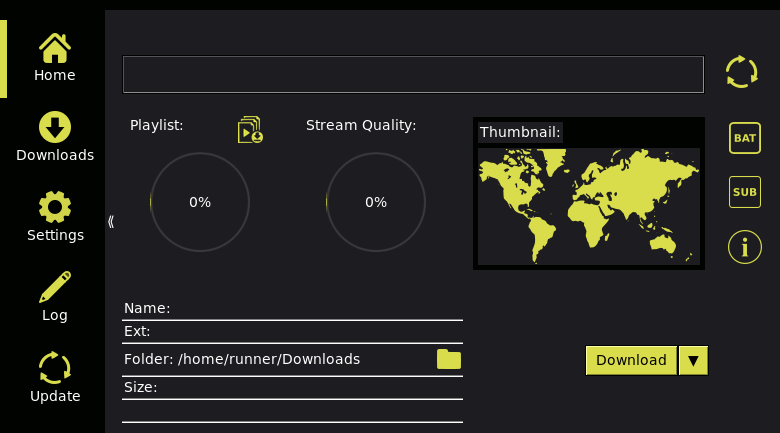 Home
Downloads
Settings
Log
Update
Playlist:
Stream Quality:
0%
0%
Thumbnail:
BAT
SUB
i
Name:
Ext:
Folder: /home/runner/Downloads
Size:
Download